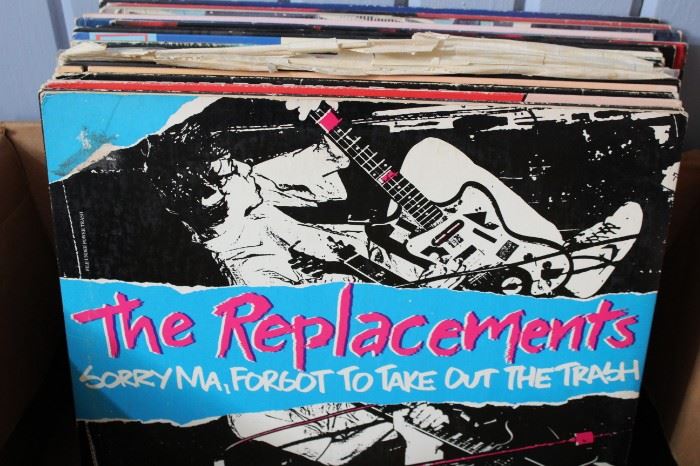 The Replacements
SORRY MA, FORGOT TO TAKE OUT THE TRASH